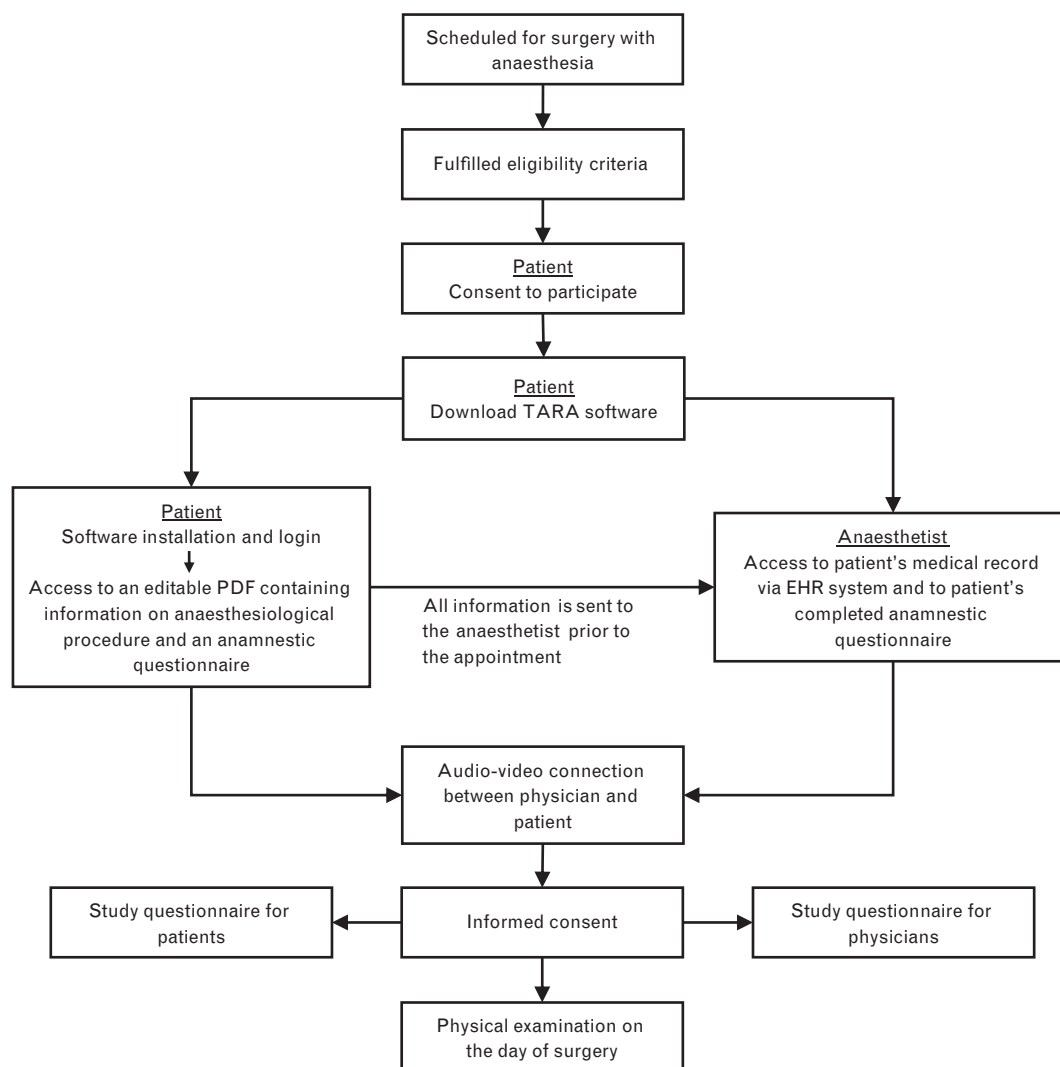 Scheduled for surgery with
anaesthesia
Fulfilled eligibility criteria
Patient
Consent to participate
Patient
Download TARA software
Patient
Software installation and login
Access to an editable PDF containing
information on anaesthesiological
procedure and an anamnestic
questionnaire
All information is sent to
the anaesthetist prior to
the appointment
Anaesthetist
Access to patient's medical record
via EHR system and to patient's
completed anamnestic
questionnaire
Audio-video connection
between physician and
patient
Study questionnaire for
patients
Informed consent
Study questionnaire for
physicians
Physical examination on
the day of surgery